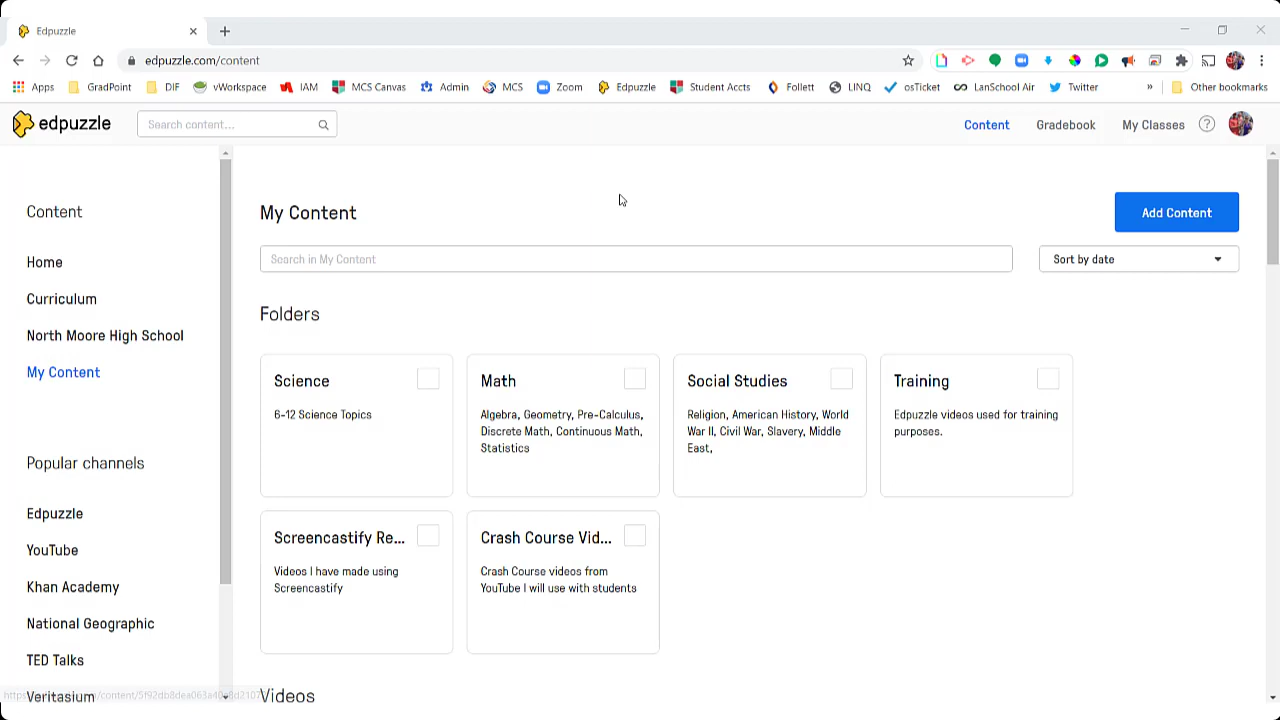 Edpuzzle
edpuzzle.com/content
Apps GradPoint DIF vWorkspace IAM MCS Canvas Admin MCS Zoom Edpuzzle Student Accts Follett LINQ osTicket LanSchool Air Twitter » Other bookmarks
edpuzzle Search content... Content Gradebook My Classes ?
Content
Home
Curriculum
North Moore High School
My Content
Popular channels
Edpuzzle
YouTube
Khan Academy
National Geographic
TED Talks
Veritasium
My Content Add Content
Search in My Content Sort by date
Folders
Science
6-12 Science Topics
Math
Algebra, Geometry, Pre-Calculus,
Discrete Math, Continuous Math,
Statistics
Social Studies
Religion, American History, World
War II, Civil War, Slavery, Middle
East,
Training
Edpuzzle videos used for training
purposes.
Screencastify Re...
Videos I have made using
Screencastify
Crash Course Vid...
Crash Course videos from
YouTube I will use with students
Videos